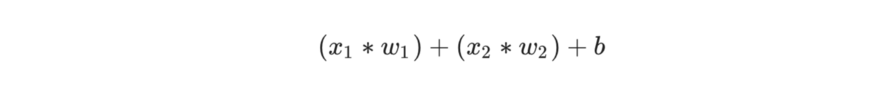 (x₁ * w₁) + (x₂ * w₂) + b